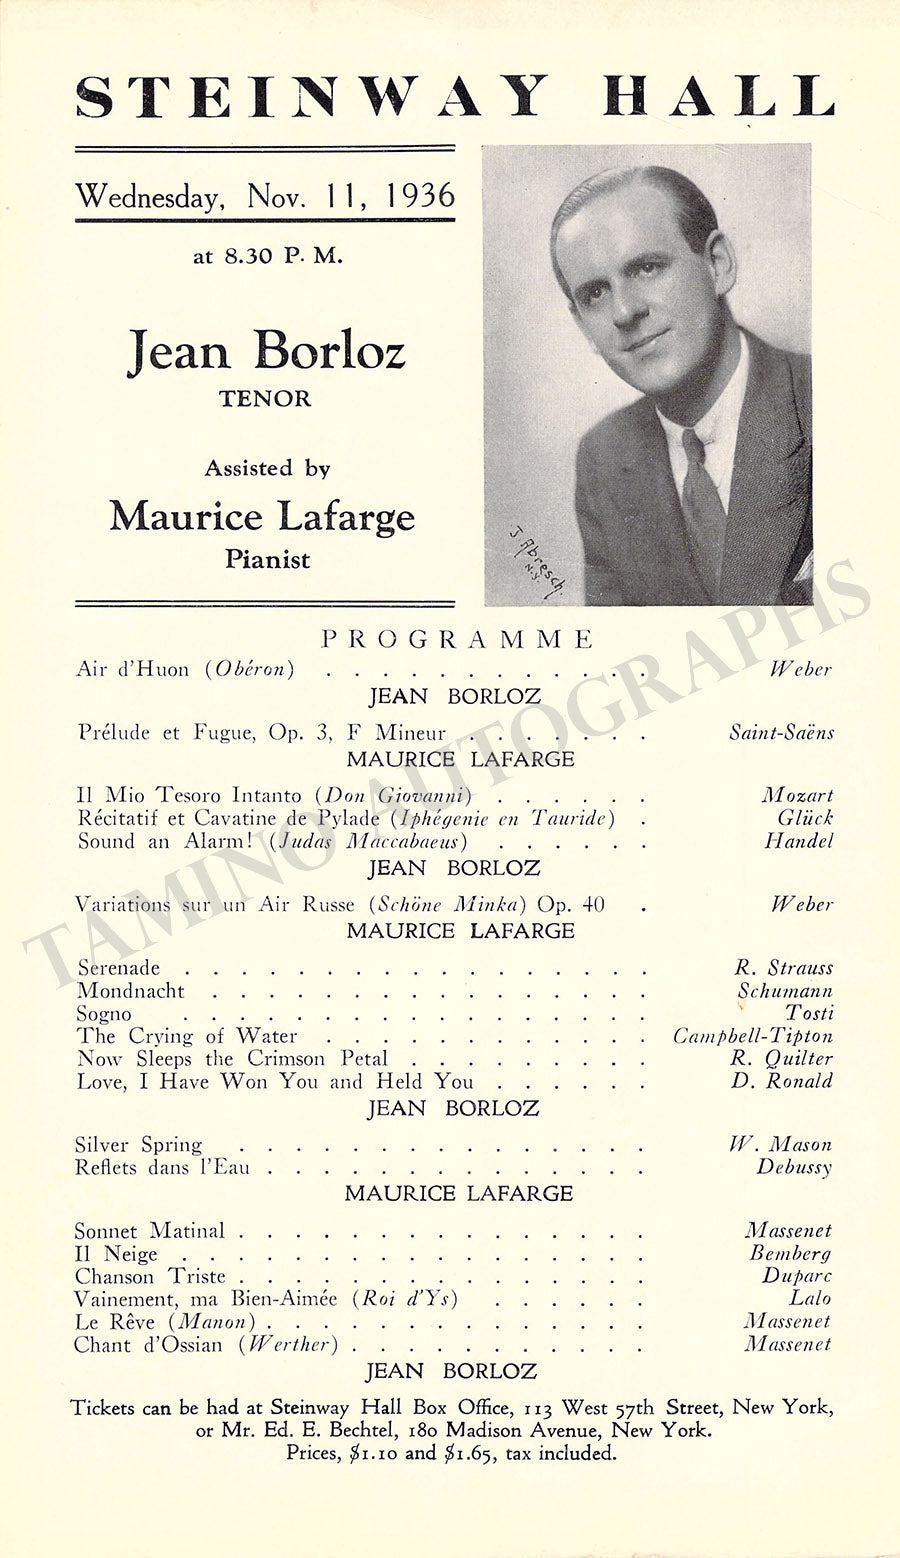 STEINWAY HALL
Wednesday, Nov. 11, 1936
at 8.30 P. M.
Jean Borloz
TENOR
Assisted by
Maurice Lafarge
Pianist
J. Abresch.
N.Y.
PROGRAMME
Air d'Huon (Obéron) . . . . . . . . . . . . Weber
JEAN BORLOZ
Prélude et Fugue, Op. 3, F Mineur . . . . . . . Saint-Saëns
MAURICE LAFARGE
Il Mio Tesoro Intanto (Don Giovanni) . . . . . . Mozart
Récitatif et Cavatine de Pylade (Iphégenie en Tauride) . Glück
Sound an Alarm! (Judas Maccabaeus) . . . . . . Handel
JEAN BORLOZ
Variations sur un Air Russe (Schöne Minka) Op. 40 . Weber
MAURICE LAFARGE
Serenade . . . . . . . . . . . . . . . . . R. Strauss
Mondnacht . . . . . . . . . . . . . . . . Schumann
Sogno . . . . . . . . . . . . . . . . . Tosti
The Crying of Water . . . . . . . . . . . . Campbell-Tipton
Now Sleeps the Crimson Petal . . . . . . . . . R. Quilter
Love, I Have Won You and Held You . . . . . . D. Ronald
JEAN BORLOZ
Silver Spring . . . . . . . . . . . . . . . W. Mason
Reflets dans l'Eau . . . . . . . . . . . . . . Debussy
MAURICE LAFARGE
Sonnet Matinal . . . . . . . . . . . . . . . Massenet
Il Neige . . . . . . . . . . . . . . . . . Bemberg
Chanson Triste . . . . . . . . . . . . . . . Duparc
Vainement, ma Bien-Aimée (Roi d'Ys) . . . . . . Lalo
Le Rêve (Manon) . . . . . . . . . . . . . . Massenet
Chant d'Ossian (Werther) . . . . . . . . . . . Massenet
JEAN BORLOZ
Tickets can be had at Steinway Hall Box Office, 113 West 57th Street, New York,
or Mr. Ed. E. Bechtel, 180 Madison Avenue, New York.
Prices, $1.10 and $1.65, tax included.
TAMINO AUTOGRAPHS